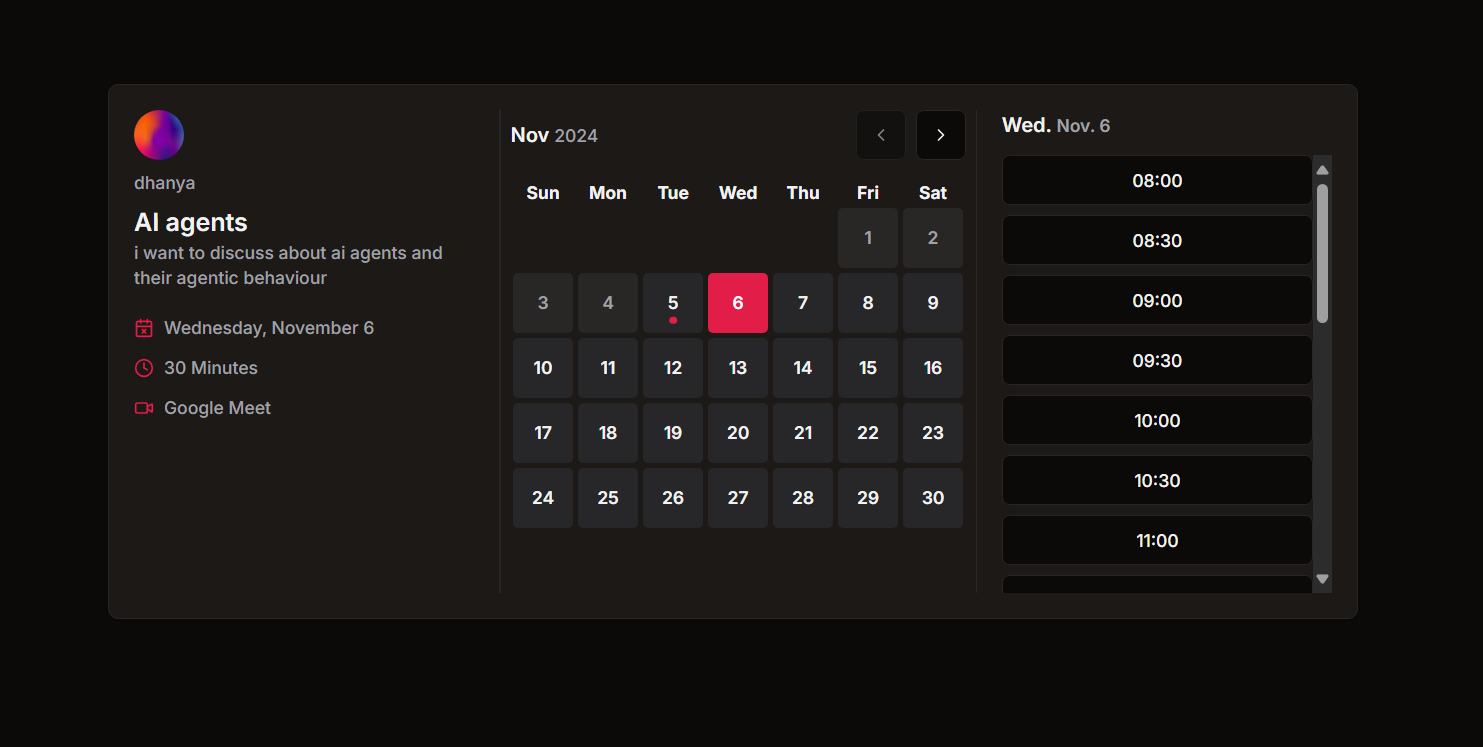 dhanya
AI agents
i want to discuss about ai agents and
their agentic behaviour
Wednesday, November 6
30 Minutes
Google Meet
Nov 2024
Sun Mon Tue Wed Thu Fri Sat
1 2
3 4 5 6 7 8 9
10 11 12 13 14 15 16
17 18 19 20 21 22 23
24 25 26 27 28 29 30
Wed. Nov. 6
08:00
08:30
09:00
09:30
10:00
10:30
11:00